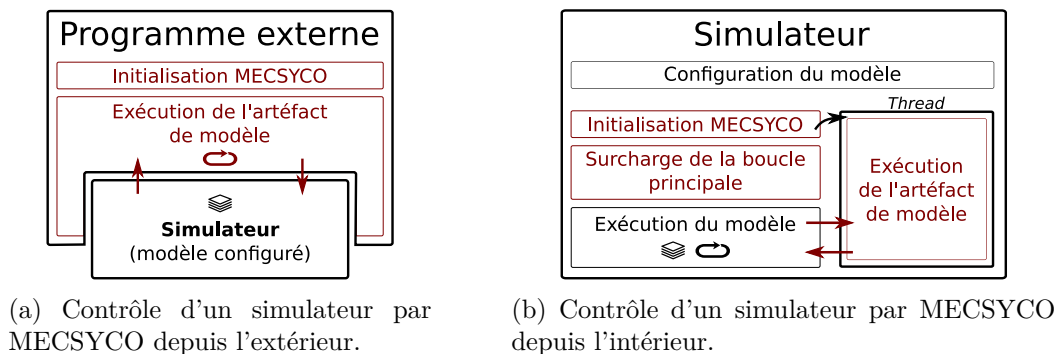 Programme externe
Initialisation MECSYCO
Exécution de l'artéfact
de modèle
Simulateur
(modèle configuré)
(a) Contrôle d'un simulateur par
MECSYCO depuis l'extérieur.
Simulateur
Configuration du modèle
Thread
Initialisation MECSYCO
Surcharge de la boucle
principale
Exécution du modèle
Exécution
de l'artéfact
de modèle
(b) Contrôle d'un simulateur par MECSYCO
depuis l'intérieur.